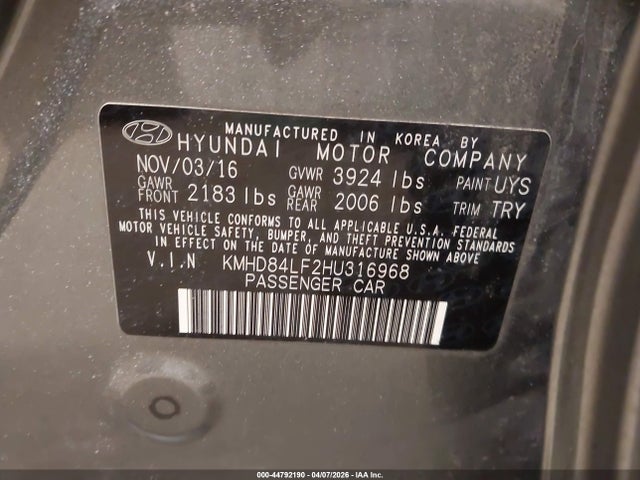 MANUFACTURED IN KOREA BY
HYUNDAI MOTOR COMPANY
NOV/03/16 GVWR 3924 lbs PAINT UYS
GAWR FRONT 2183 lbs GAWR REAR 2006 lbs TRIM TRY
THIS VEHICLE CONFORMS TO ALL APPLICABLE U.S.A. FEDERAL
MOTOR VEHICLE SAFETY, BUMPER, AND THEFT PREVENTION STANDARDS
IN EFFECT ON THE DATE OF MANUFACTURE SHOWN ABOVE
V.I.N KMHD84LF2HU316968
PASSENGER CAR
000-44792190 - 04/07/2026 - IAA Inc.